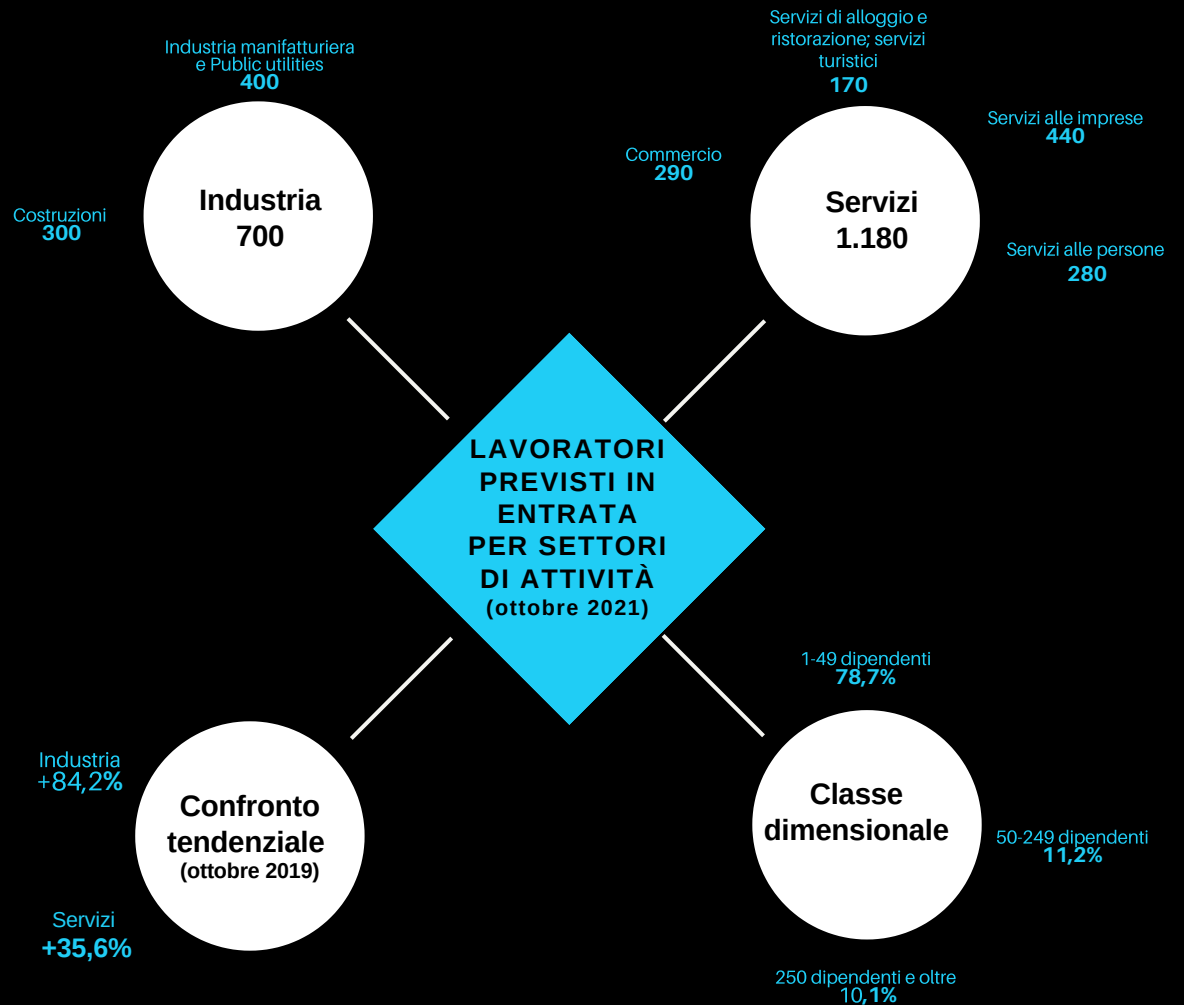 Industria manifatturiera
e Public utilities
400
Costruzioni
300
Industria
700
Servizi di alloggio e
ristorazione; servizi
turistici
170
Servizi alle imprese
440
Commercio
290
Servizi
1.180
Servizi alle persone
280
LAVORATORI
PREVISTI IN
ENTRATA
PER SETTORI
DI ATTIVITÀ
(ottobre 2021)
Industria
+84,2%
Confronto
tendenziale
(ottobre 2019)
Servizi
+35,6%
1-49 dipendenti
78,7%
Classe
dimensionale
50-249 dipendenti
11,2%
250 dipendenti e oltre
10,1%